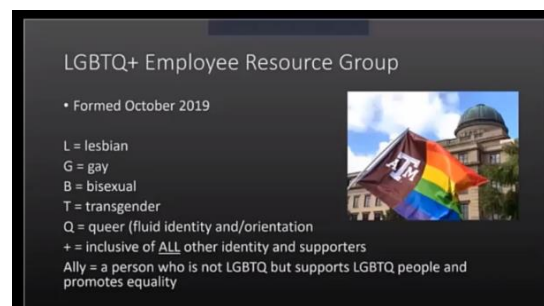 LGBTQ+ Employee Resource Group
• Formed October 2019
L = lesbian
G = gay
B = bisexual
T = transgender
Q = queer (fluid identity and/orientation
+ = inclusive of ALL other identity and supporters
Ally = a person who is not LGBTQ but supports LGBTQ people and
promotes equality
ATM